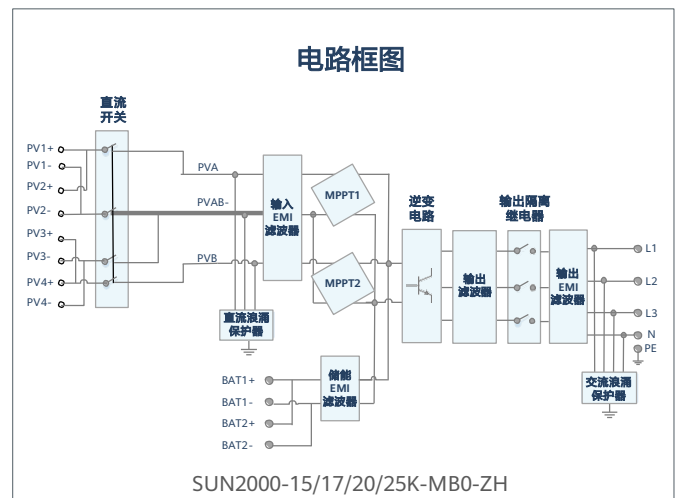 电路框图
直流
开关
PV1+
PV1-
PV2+
PV2-
PV3+
PV3-
PV4+
PV4-
PVA
PVAB-
PVB
输入
EMI
滤波器
MPPT1
MPPT2
直流浪涌
保护器
逆变
电路
输出
滤波器
输出隔离
继电器
输出
EMI
滤波器
L1
L2
L3
N
PE
交流浪涌
保护器
BAT1+
BAT1-
BAT2+
BAT2-
储能
EMI
滤波器
SUN2000-15/17/20/25K-MB0-ZH